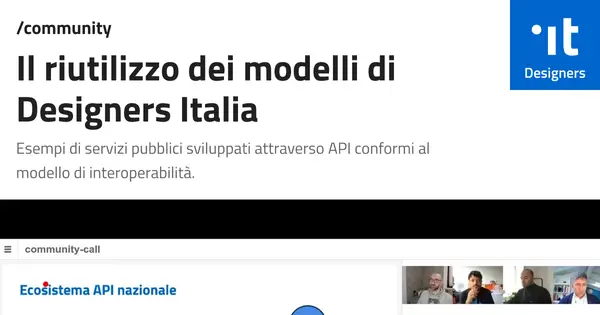 /community
Il riutilizzo dei modelli di
Designers Italia
Esempi di servizi pubblici sviluppati attraverso API conformi al
modello di interoperabilità.
it
Designers
community-call
Ecosistema API nazionale